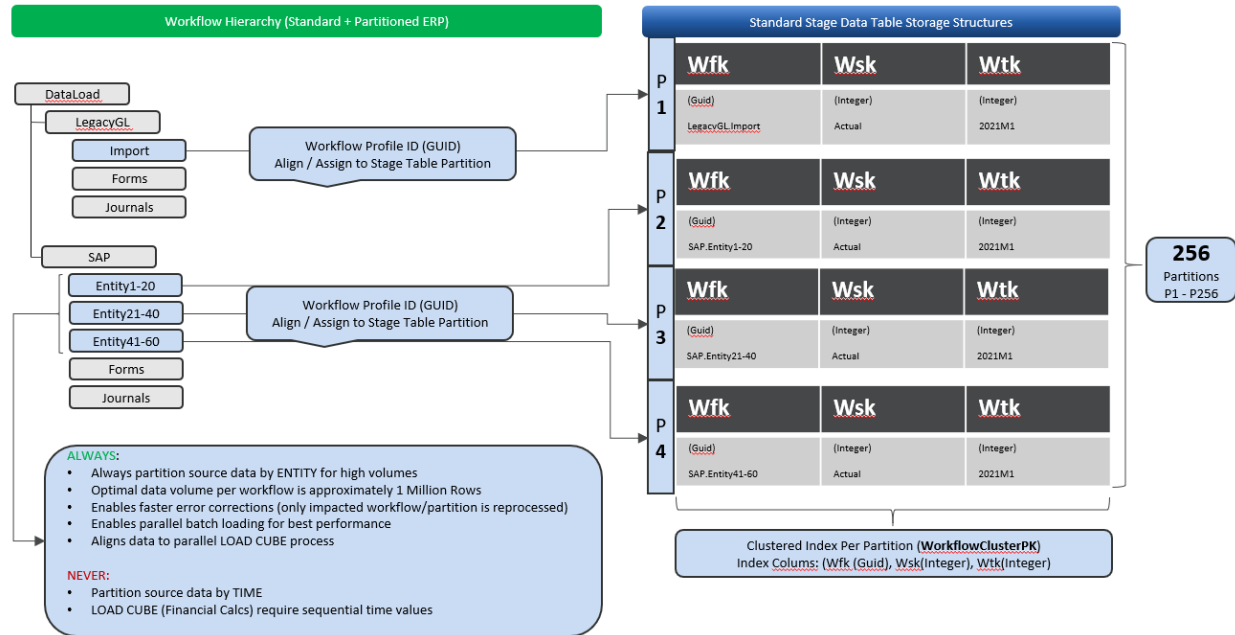 Workflow Hierarchy (Standard + Partitioned ERP)
DataLoad
LegacyGL
Import
Forms
Journals
SAP
Entity1-20
Entity21-40
Entity41-60
Forms
Journals
Workflow Profile ID (GUID)
Align / Assign to Stage Table Partition
Workflow Profile ID (GUID)
Align / Assign to Stage Table Partition
ALWAYS:
• Always partition source data by ENTITY for high volumes
• Optimal data volume per workflow is approximately 1 Million Rows
• Enables faster error corrections (only impacted workflow/partition is reprocessed)
• Enables parallel batch loading for best performance
• Aligns data to parallel LOAD CUBE process
NEVER:
• Partition source data by TIME
• LOAD CUBE (Financial Calcs) require sequential time values
Standard Stage Data Table Storage Structures
P
1
Wfk Wsk Wtk
(Guid) (Integer) (Integer)
LegacyGL.Import Actual 2021M1
P
2
Wfk Wsk Wtk
(Guid) (Integer) (Integer)
SAP.Entity1-20 Actual 2021M1
P
3
Wfk Wsk Wtk
(Guid) (Integer) (Integer)
SAP.Entity21-40 Actual 2021M1
P
4
Wfk Wsk Wtk
(Guid) (Integer) (Integer)
SAP.Entity41-60 Actual 2021M1
256
Partitions
P1 - P256
Clustered Index Per Partition (WorkflowClusterPK)
Index Colums: (Wfk (Guid), Wsk(Integer), Wtk(Integer)